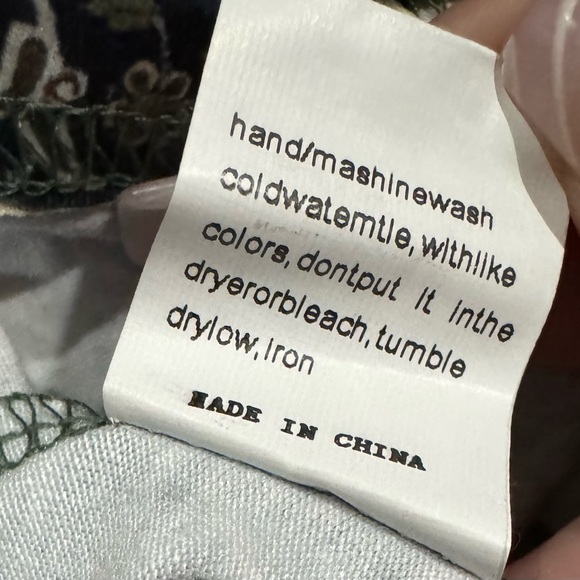 hand/mashinewash
coldwatemtle,withlike
colors,dontput it inthe
dryerorbleach,tumble
drylow,iron
MADE IN CHINA